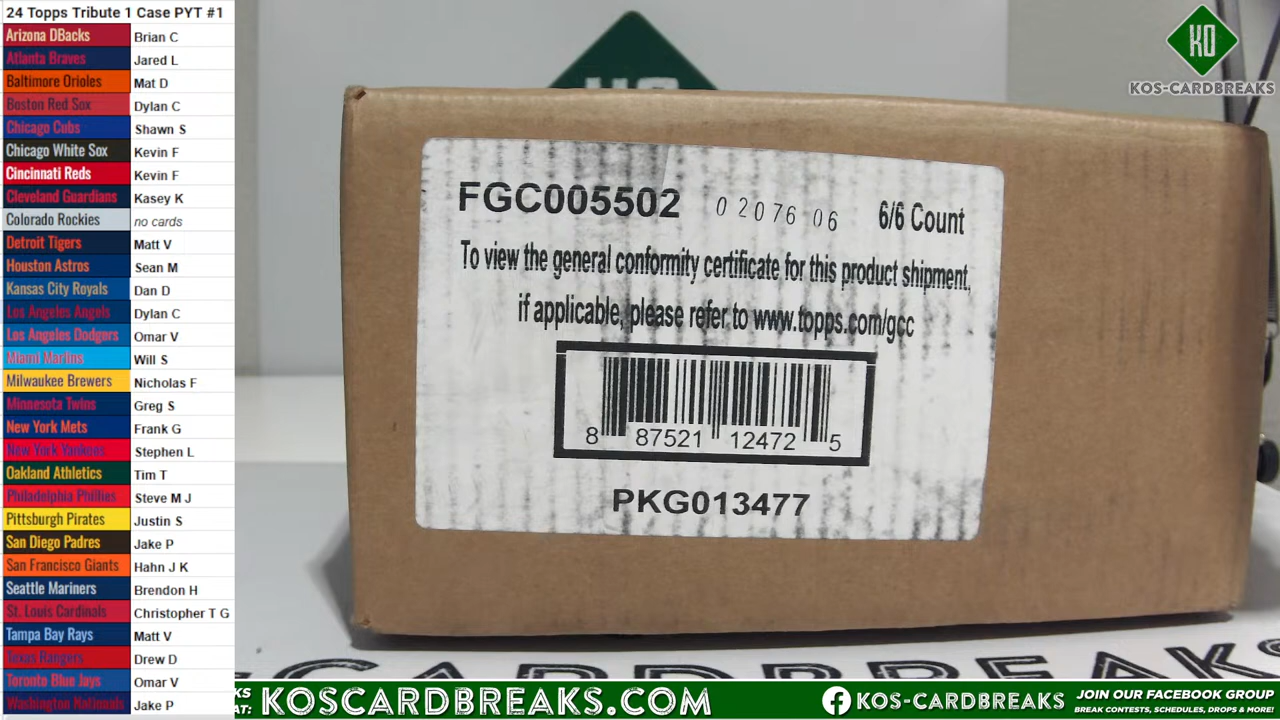 24 Topps Tribute 1 Case PYT #1
Arizona DBacks Brian C
Atlanta Braves Jared L
Baltimore Orioles Mat D
Boston Red Sox Dylan C
Chicago Cubs Shawn S
Chicago White Sox Kevin F
Cincinnati Reds Kevin F
Cleveland Guardians Kasey K
Colorado Rockies no cards
Detroit Tigers Matt V
Houston Astros Sean M
Kansas City Royals Dan D
Los Angeles Angels Dylan C
Los Angeles Dodgers Omar V
Miami Marlins Will S
Milwaukee Brewers Nicholas F
Minnesota Twins Greg S
New York Mets Frank G
New York Yankees Stephen L
Oakland Athletics Tim T
Philadelphia Phillies Steve M J
Pittsburgh Pirates Justin S
San Diego Padres Jake P
San Francisco Giants Hahn J K
Seattle Mariners Brendon H
St. Louis Cardinals Christopher T G
Tampa Bay Rays Matt V
Texas Rangers Drew D
Toronto Blue Jays Omar V
Washington Nationals Jake P
KO
KOS-CARDBREAKS
FGC005502 02076 06 6/6 Count
To view the general conformity certificate for this product shipment,
if applicable, please refer to www.topps.com/gcc
8 87521 12472 5
PKG013477
KS
AT:
KOSCARDBREAKS.COM
KOS-CARDBREAKS
JOIN OUR FACEBOOK GROUP
BREAK CONTESTS, SCHEDULES, DROPS & MORE!